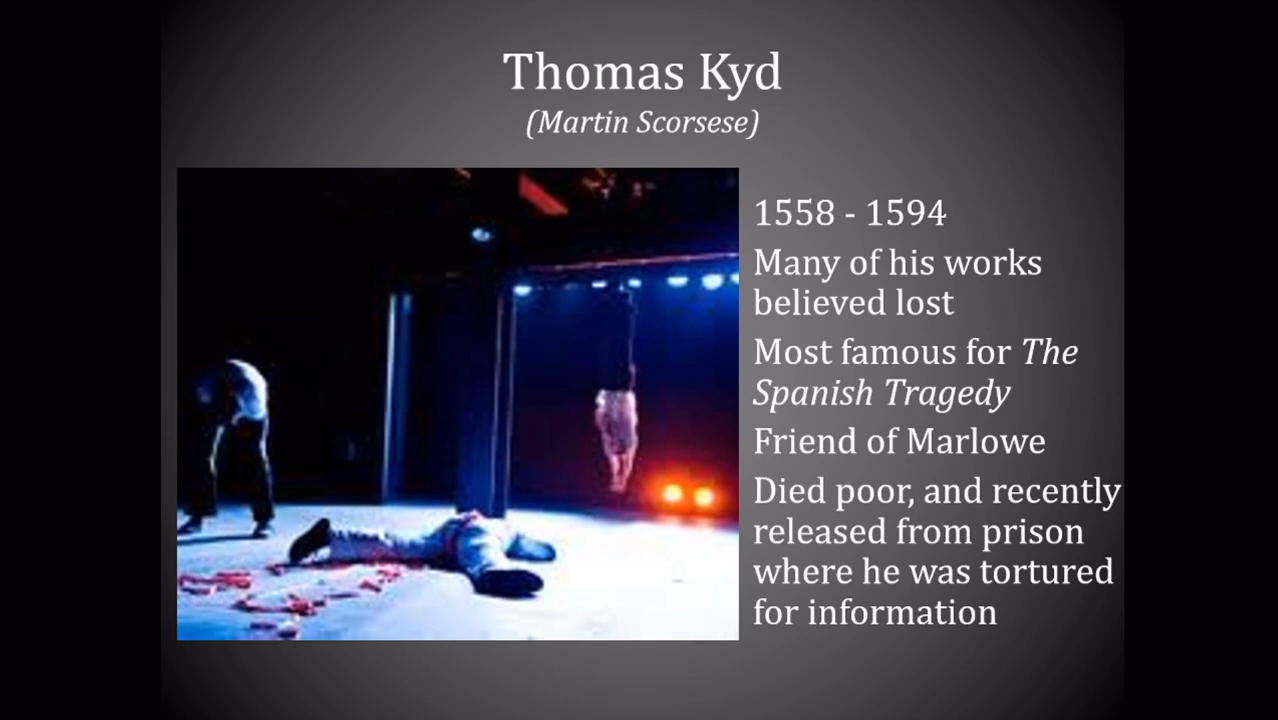 Thomas Kyd
(Martin Scorsese)
1558 - 1594
Many of his works
believed lost
Most famous for The
Spanish Tragedy
Friend of Marlowe
Died poor, and recently
released from prison
where he was tortured
for information